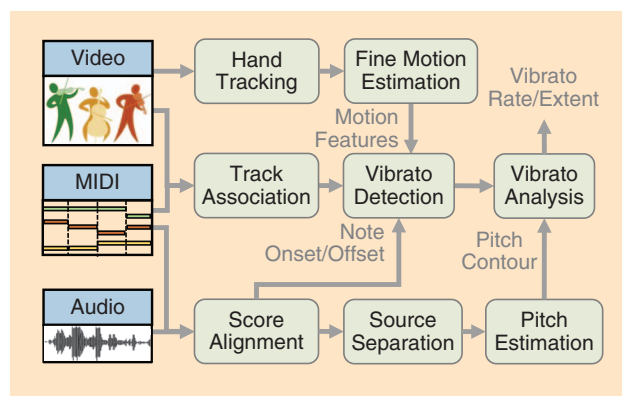 Video
Hand
Tracking
Fine Motion
Estimation
Vibrato
Rate/Extent
Motion
Features
MIDI
Track
Association
Vibrato
Detection
Vibrato
Analysis
Note
Onset/Offset
Pitch
Contour
Audio
Score
Alignment
Source
Separation
Pitch
Estimation